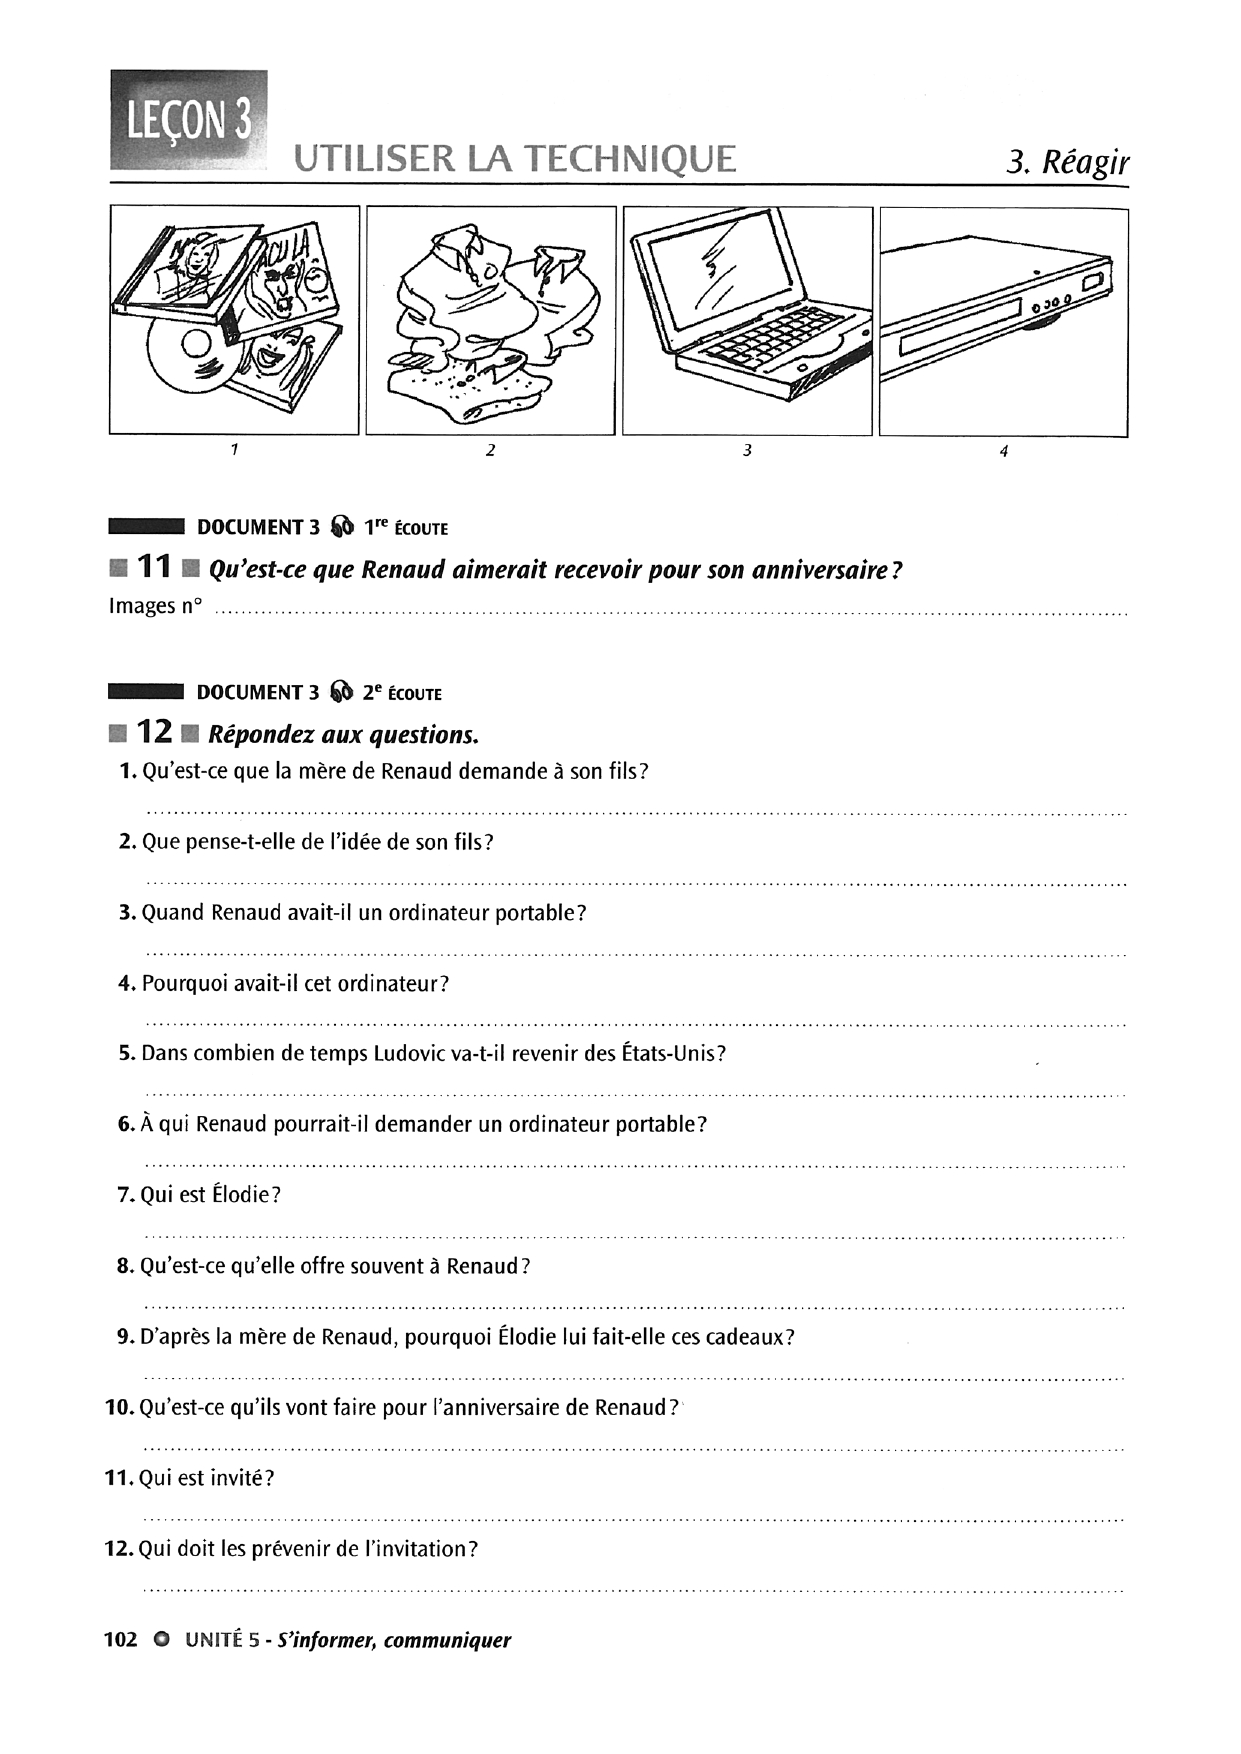 LEÇON 3
UTILISER LA TECHNIQUE
3. Réagir
ACULA
1
2
3
4
DOCUMENT 3 1re ÉCOUTE
11 Qu'est-ce que Renaud aimerait recevoir pour son anniversaire ?
Images n°
DOCUMENT 3 2e ÉCOUTE
12 Répondez aux questions.
1. Qu'est-ce que la mère de Renaud demande à son fils ?
2. Que pense-t-elle de l'idée de son fils ?
3. Quand Renaud avait-il un ordinateur portable ?
4. Pourquoi avait-il cet ordinateur ?
5. Dans combien de temps Ludovic va-t-il revenir des États-Unis ?
6. À qui Renaud pourrait-il demander un ordinateur portable ?
7. Qui est Élodie ?
8. Qu'est-ce qu'elle offre souvent à Renaud ?
9. D'après la mère de Renaud, pourquoi Élodie lui fait-elle ces cadeaux ?
10. Qu'est-ce qu'ils vont faire pour l'anniversaire de Renaud ?
11. Qui est invité ?
12. Qui doit les prévenir de l'invitation ?
102 UNITÉ 5 - S'informer, communiquer